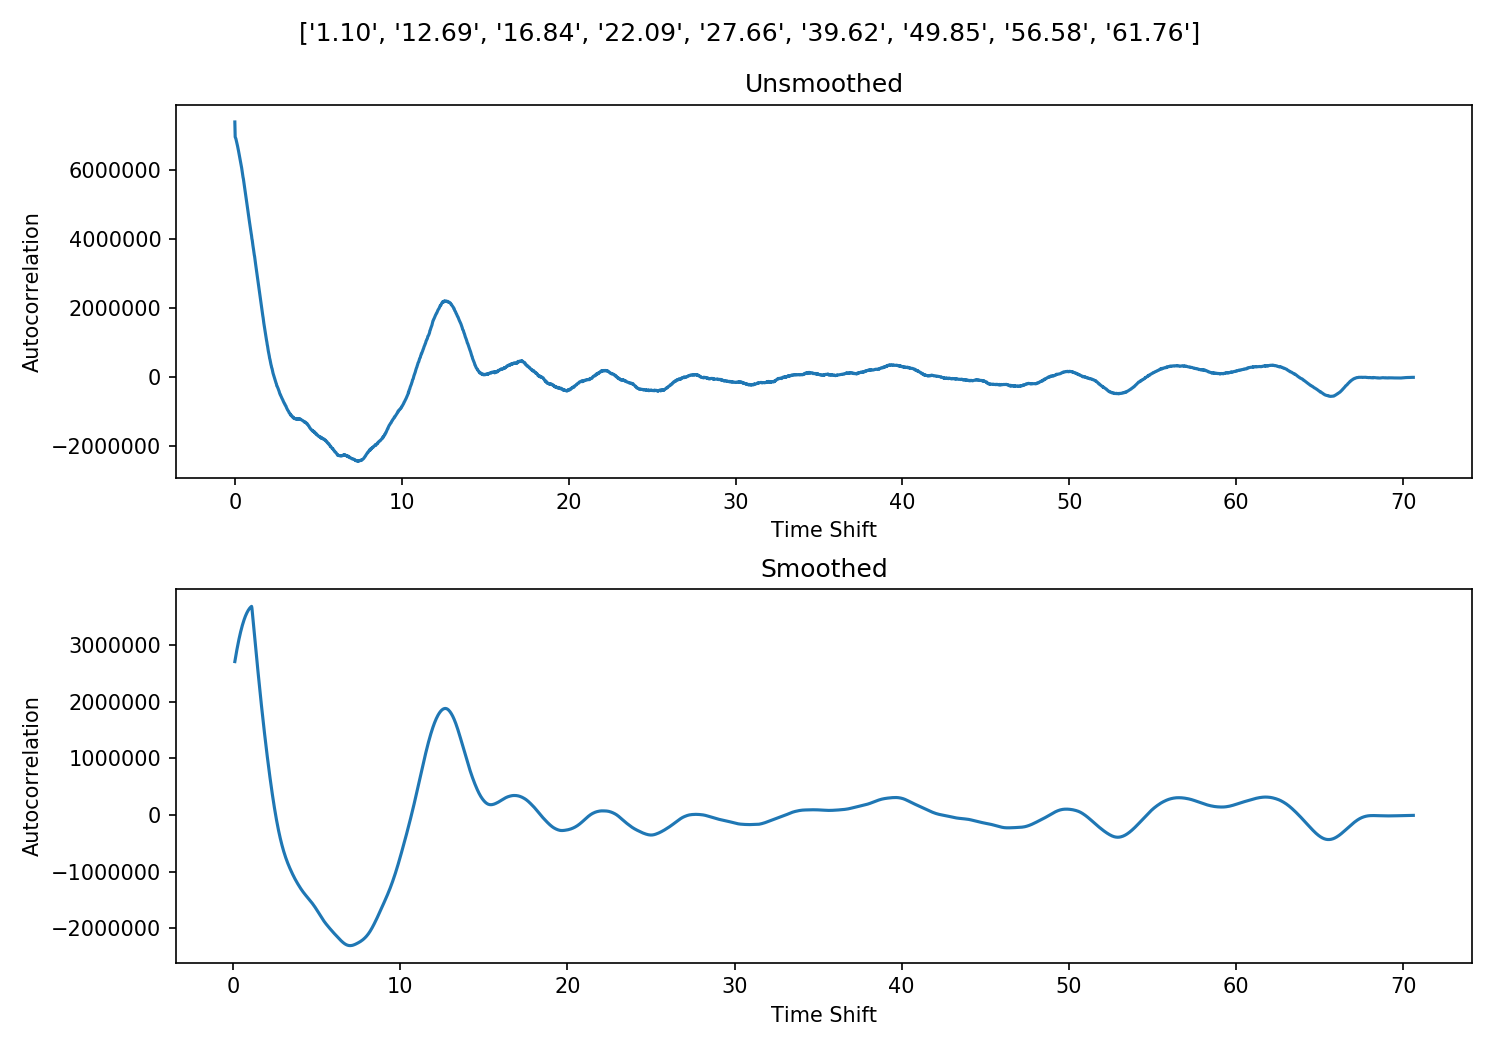 ['1.10', '12.69', '16.84', '22.09', '27.66', '39.62', '49.85', '56.58', '61.76']
Unsmoothed
Autocorrelation
6000000
4000000
2000000
0
−2000000
0 10 20 30 40 50 60 70
Time Shift
Smoothed
Autocorrelation
3000000
2000000
1000000
0
−1000000
−2000000
0 10 20 30 40 50 60 70
Time Shift